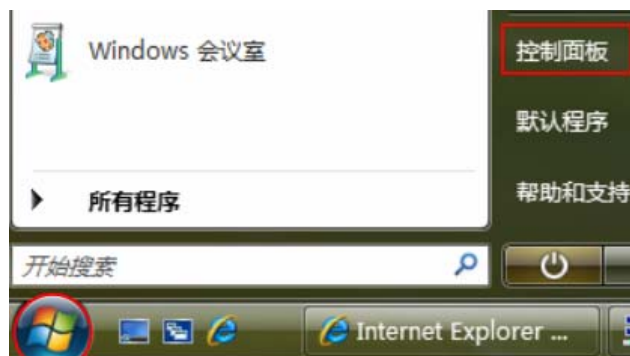 Windows 会议室
控制面板
默认程序
所有程序
帮助和支持
开始搜索
Internet Explorer ...